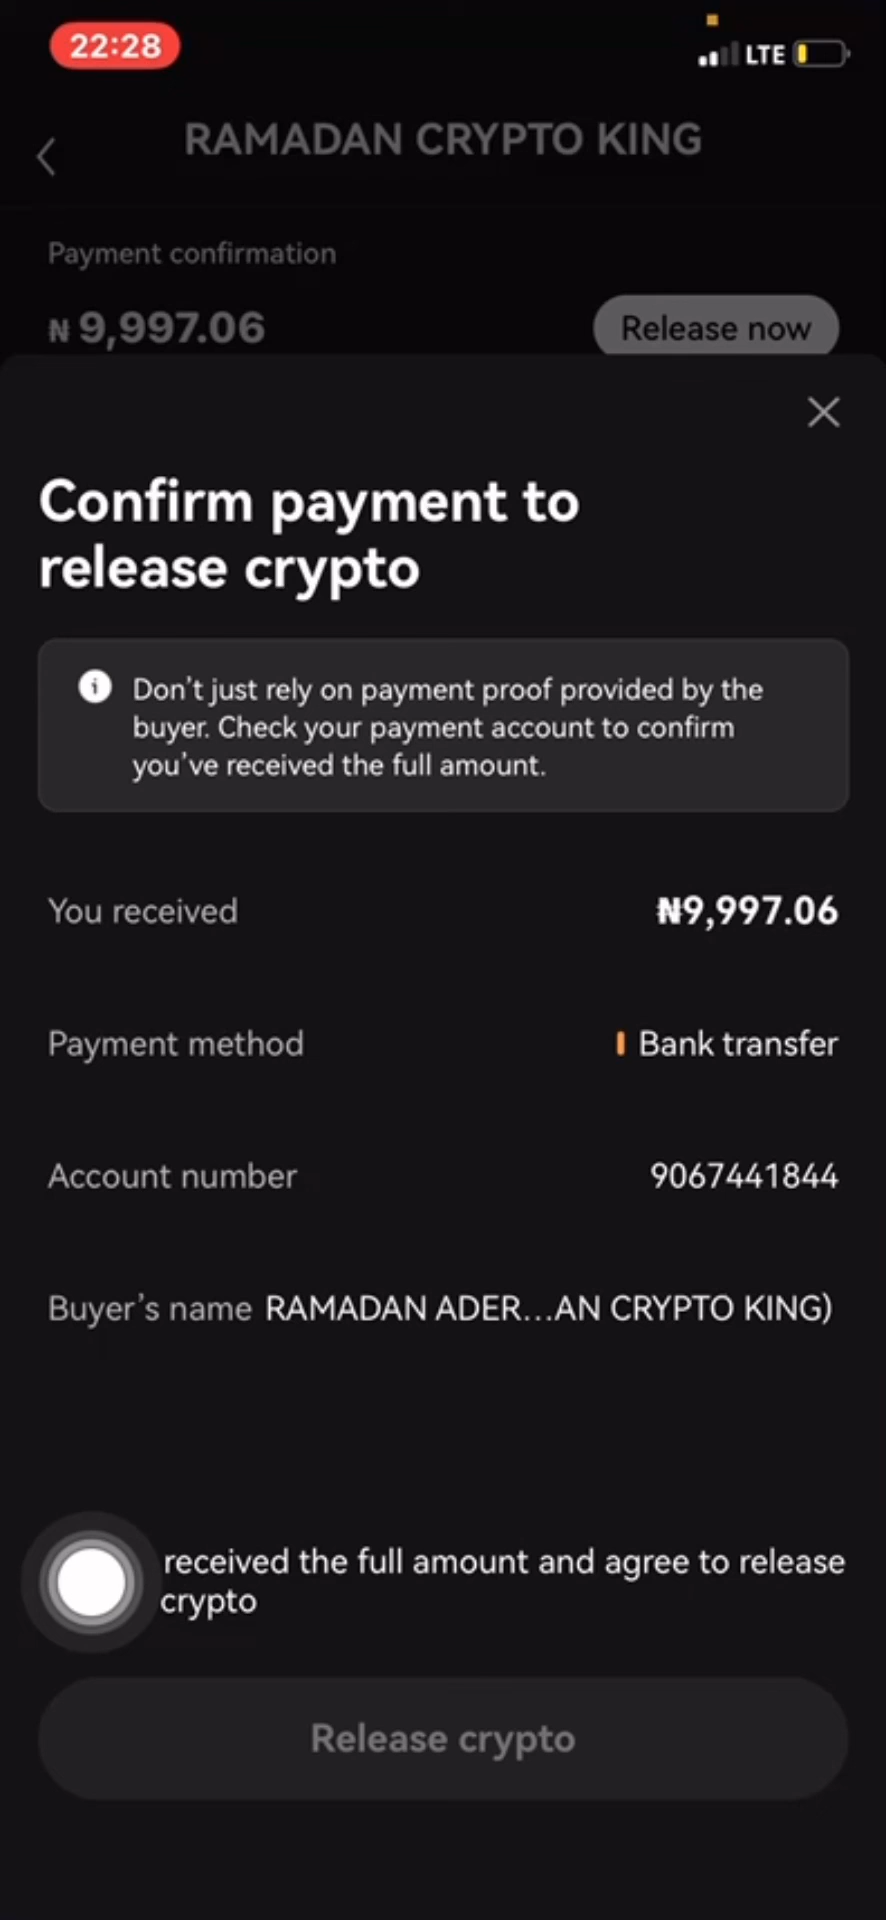 22:28
LTE
RAMADAN CRYPTO KING
Payment confirmation
₦ 9,997.06
Release now
Confirm payment to
release crypto
Don't just rely on payment proof provided by the
buyer. Check your payment account to confirm
you've received the full amount.
You received ₦9,997.06
Payment method Bank transfer
Account number 9067441844
Buyer's name RAMADAN ADER...AN CRYPTO KING)
received the full amount and agree to release
crypto
Release crypto